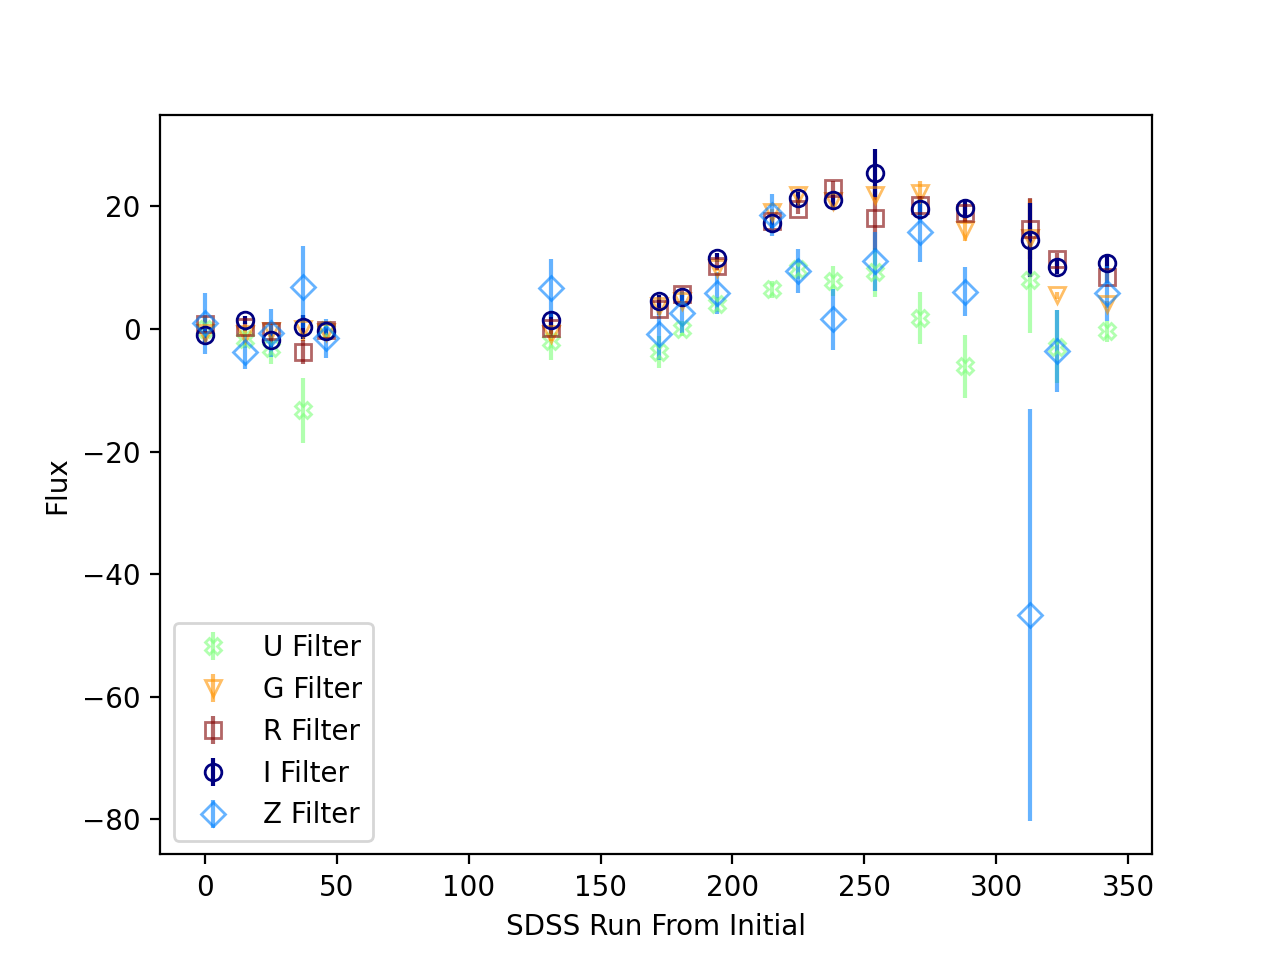 20
0
−20
−40
−60
−80
Flux
U Filter
G Filter
R Filter
I Filter
Z Filter
0 50 100 150 200 250 300 350
SDSS Run From Initial